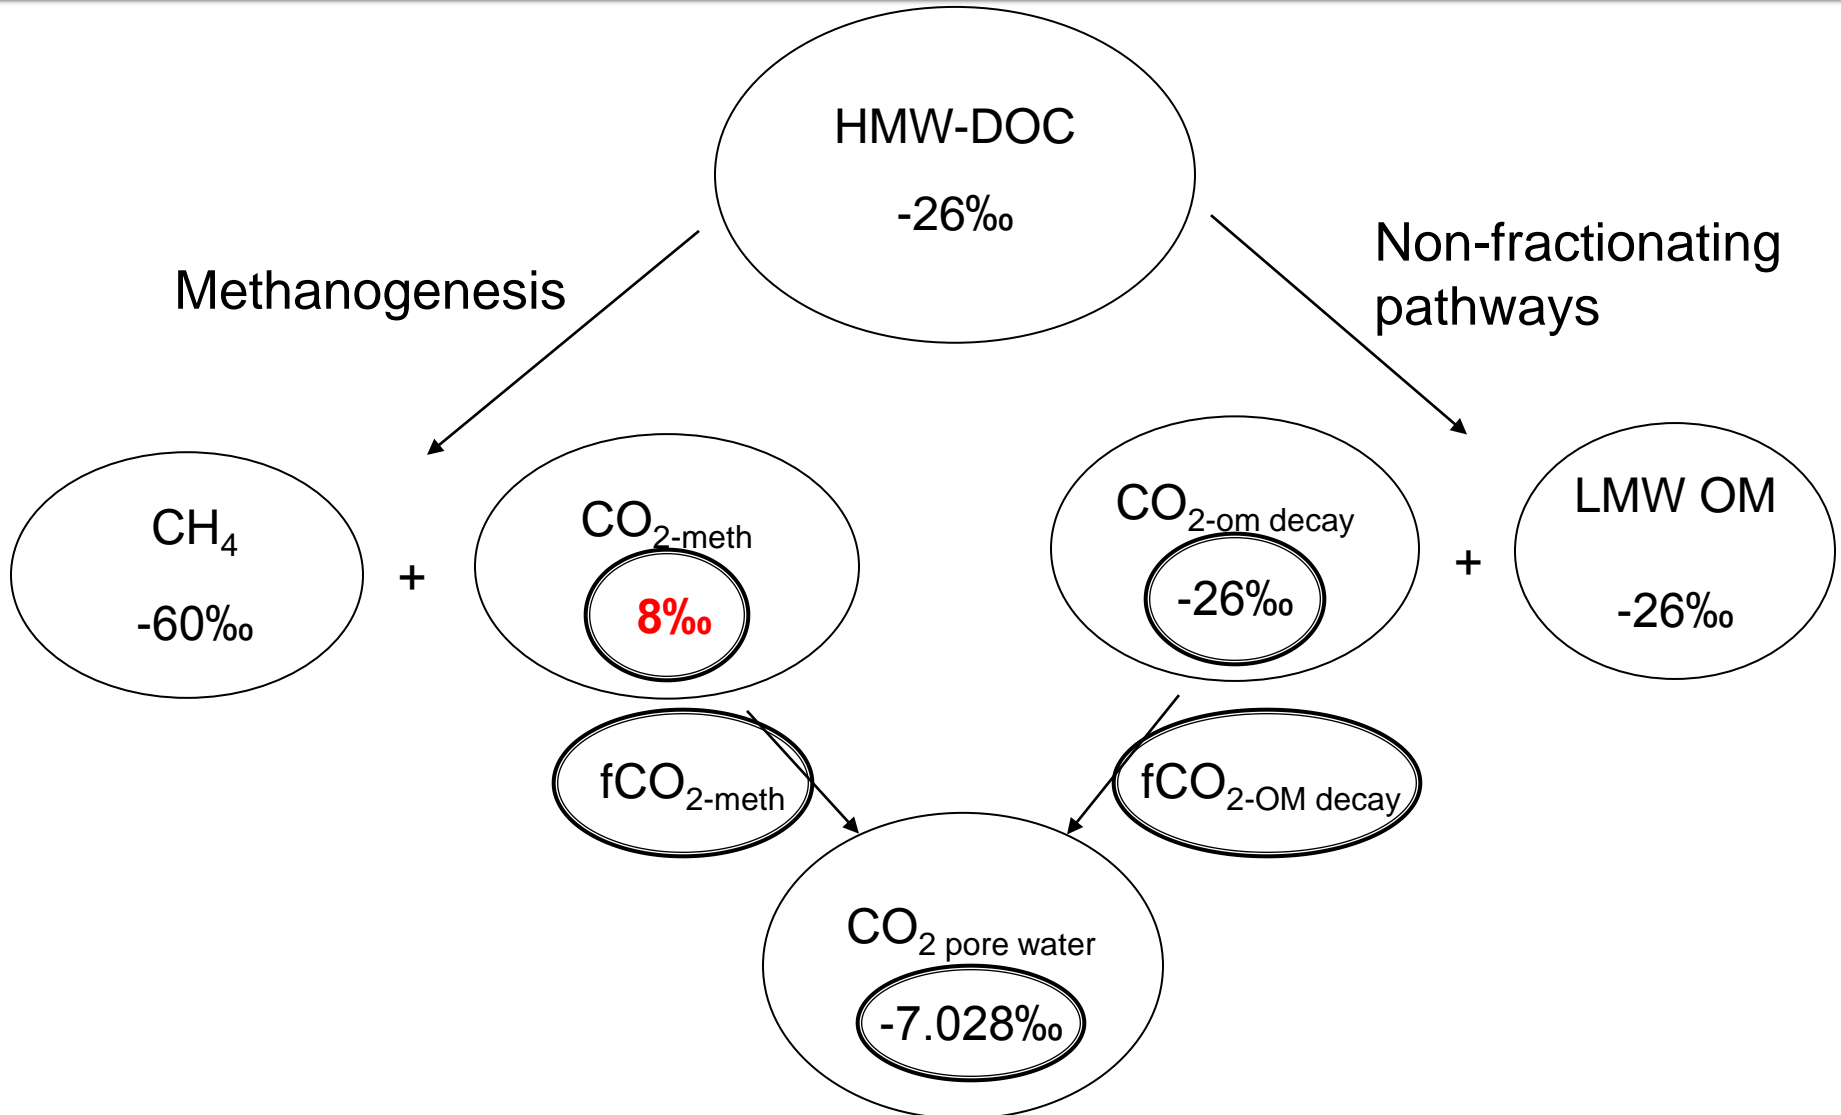 HMW-DOC
-26‰
Methanogenesis
Non-fractionating
pathways
CH₄
-60‰
+
CO₂-meth
8‰
CO₂-om decay
-26‰
+
LMW OM
-26‰
fCO₂-meth
fCO₂-OM decay
CO₂ pore water
-7.028‰